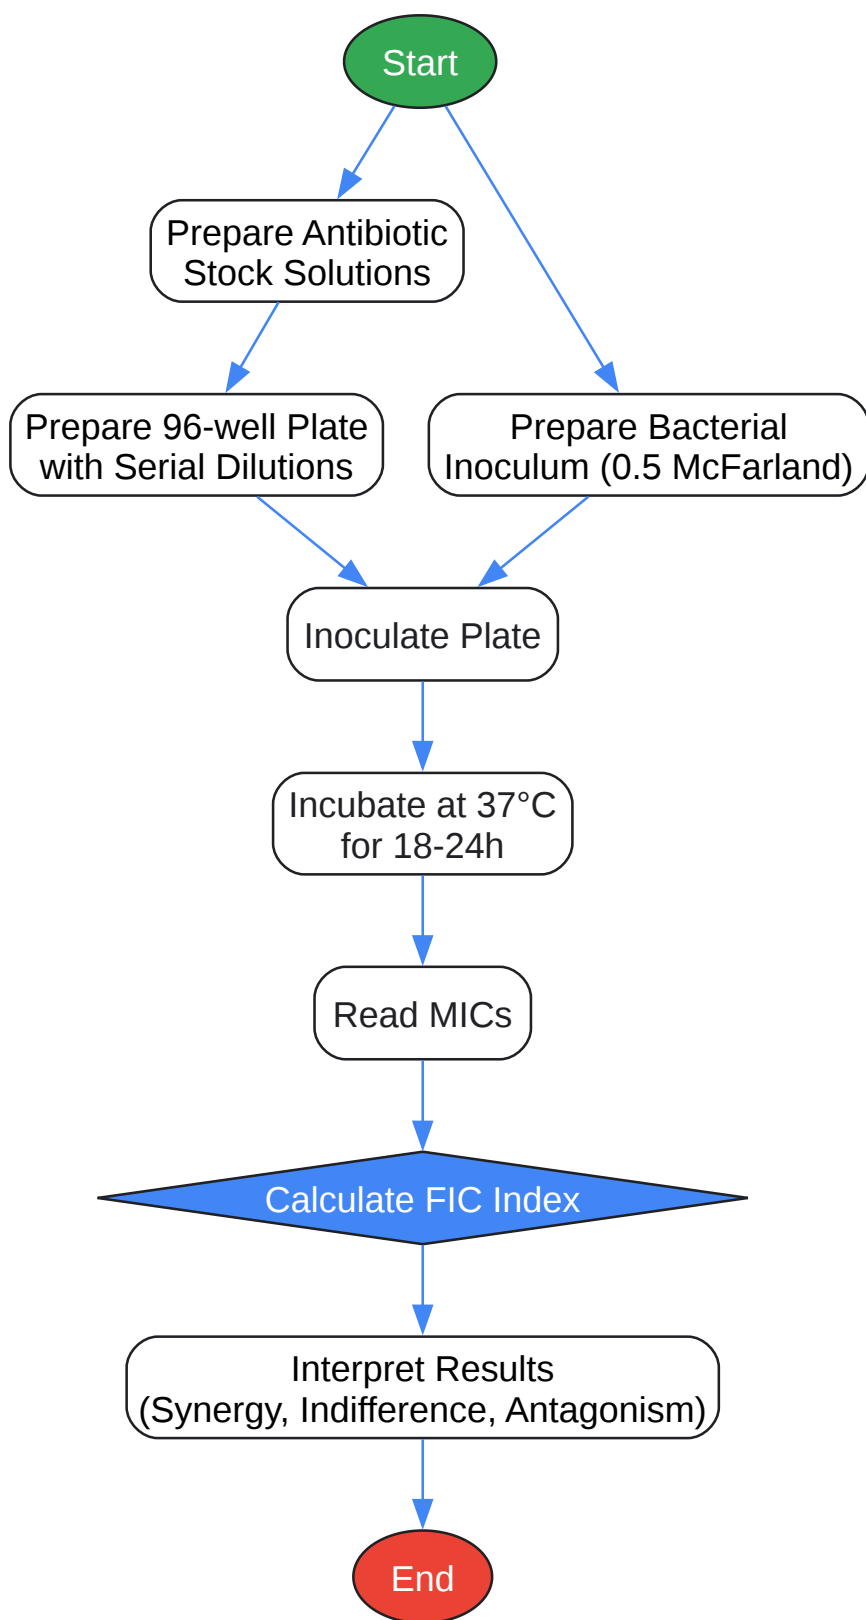 Start
Prepare Antibiotic
Stock Solutions
Prepare 96-well Plate
with Serial Dilutions
Prepare Bacterial
Inoculum (0.5 McFarland)
Inoculate Plate
Incubate at 37°C
for 18-24h
Read MICs
Calculate FIC Index
Interpret Results
(Synergy, Indifference, Antagonism)
End